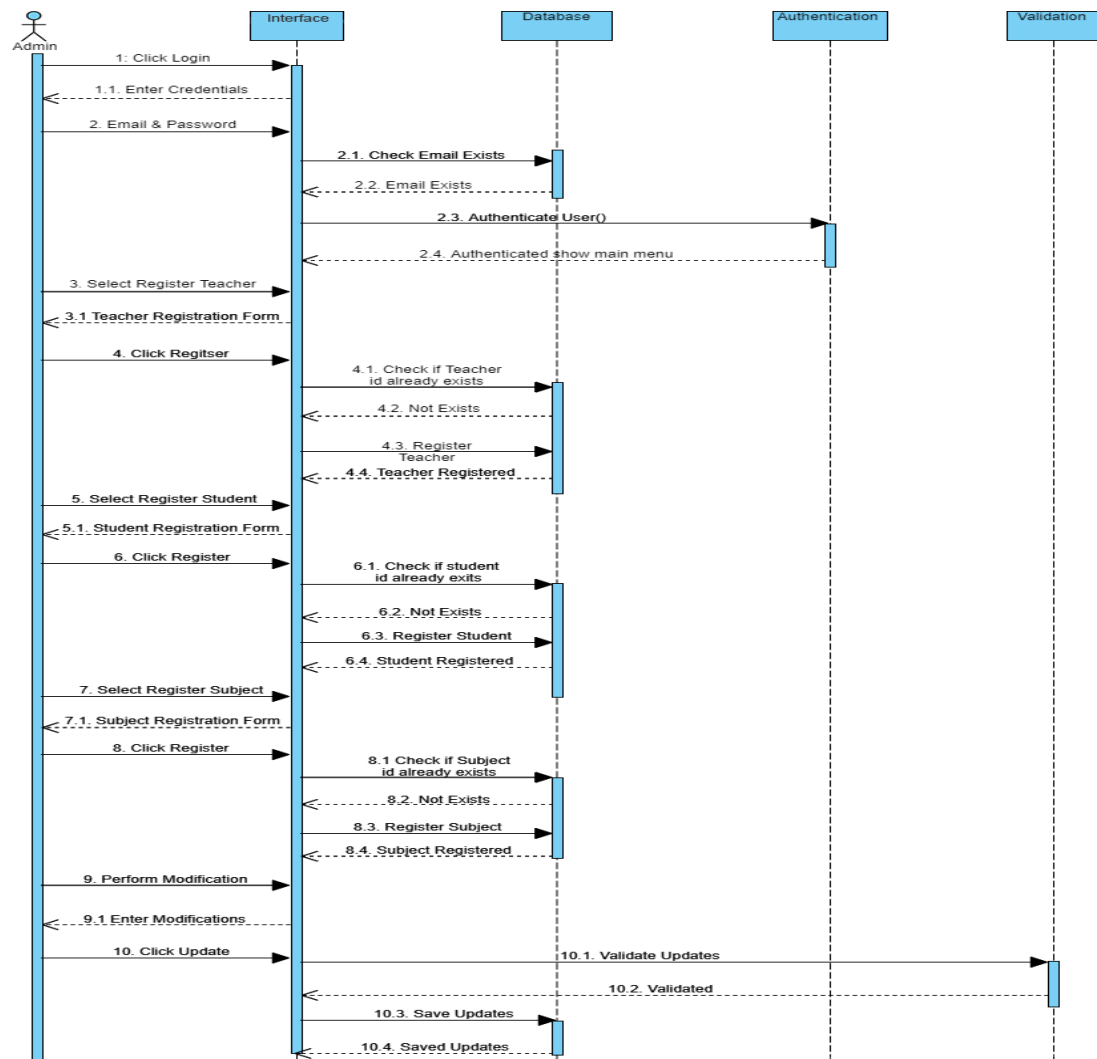 Interface
Database
Authentication
Validation
Admin
1: Click Login
1.1. Enter Credentials
2. Email & Password
2.1. Check Email Exists
2.2. Email Exists
2.3. Authenticate User()
2.4. Authenticated show main menu
3. Select Register Teacher
3.1 Teacher Registration Form
4. Click Regitser
4.1. Check if Teacher
id already exists
4.2. Not Exists
4.3. Register
Teacher
4.4. Teacher Registered
5. Select Register Student
5.1. Student Registration Form
6. Click Register
6.1. Check if student
id already exits
6.2. Not Exists
6.3. Register Student
6.4. Student Registered
7. Select Register Subject
7.1. Subject Registration Form
8. Click Register
8.1 Check if Subject
id already exists
8.2. Not Exists
8.3. Register Subject
8.4. Subject Registered
9. Perform Modification
9.1 Enter Modifications
10. Click Update
10.1. Validate Updates
10.2. Validated
10.3. Save Updates
10.4. Saved Updates